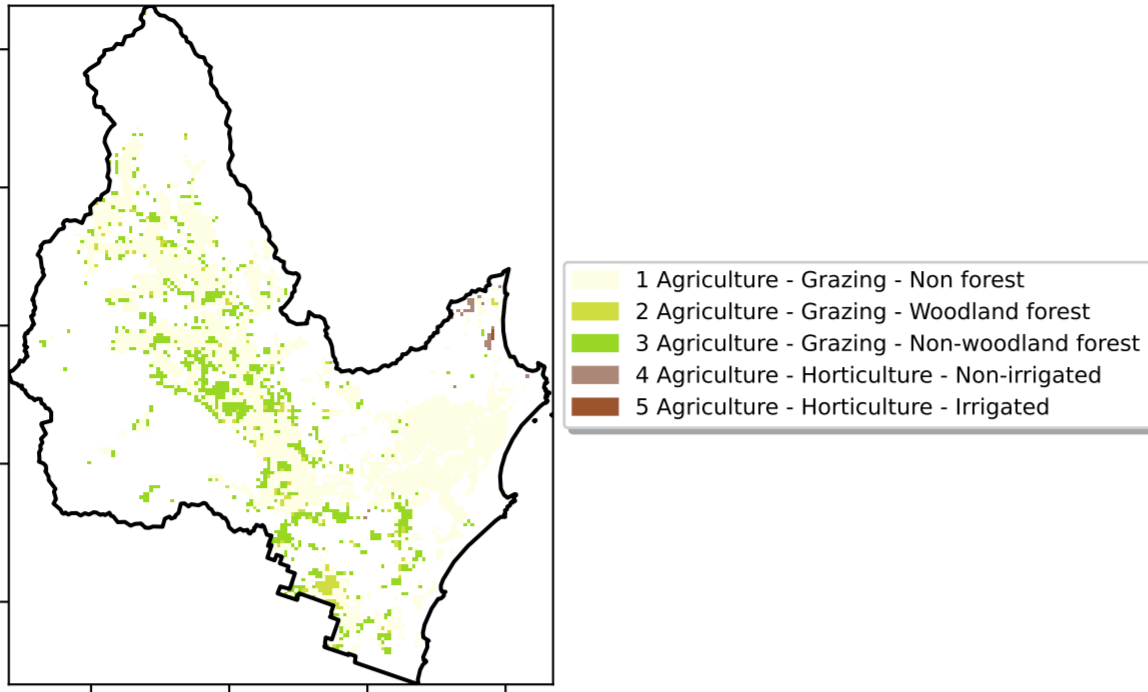 1 Agriculture - Grazing - Non forest
2 Agriculture - Grazing - Woodland forest
3 Agriculture - Grazing - Non-woodland forest
4 Agriculture - Horticulture - Non-irrigated
5 Agriculture - Horticulture - Irrigated